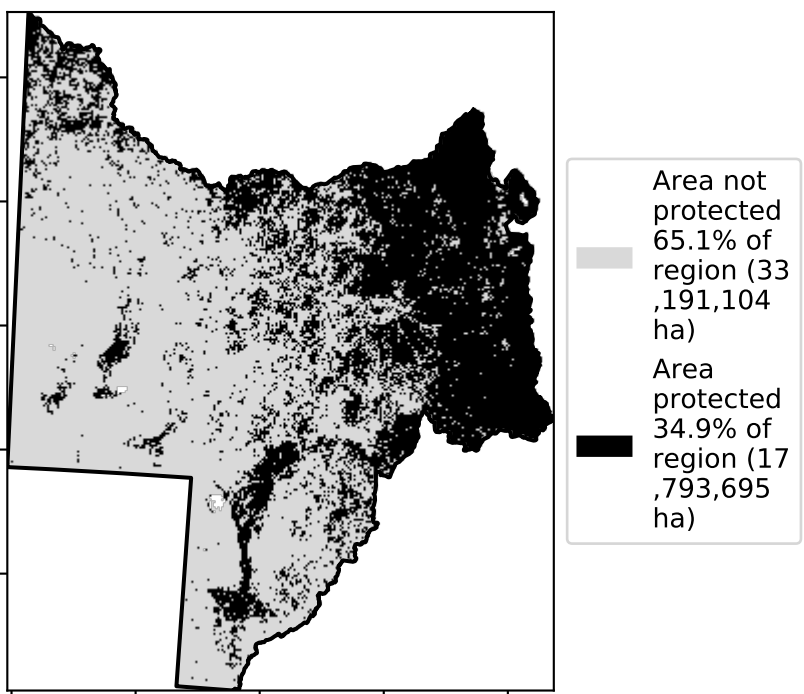 Area not
protected
65.1% of
region (33
,191,104
ha)
Area
protected
34.9% of
region (17
,793,695
ha)